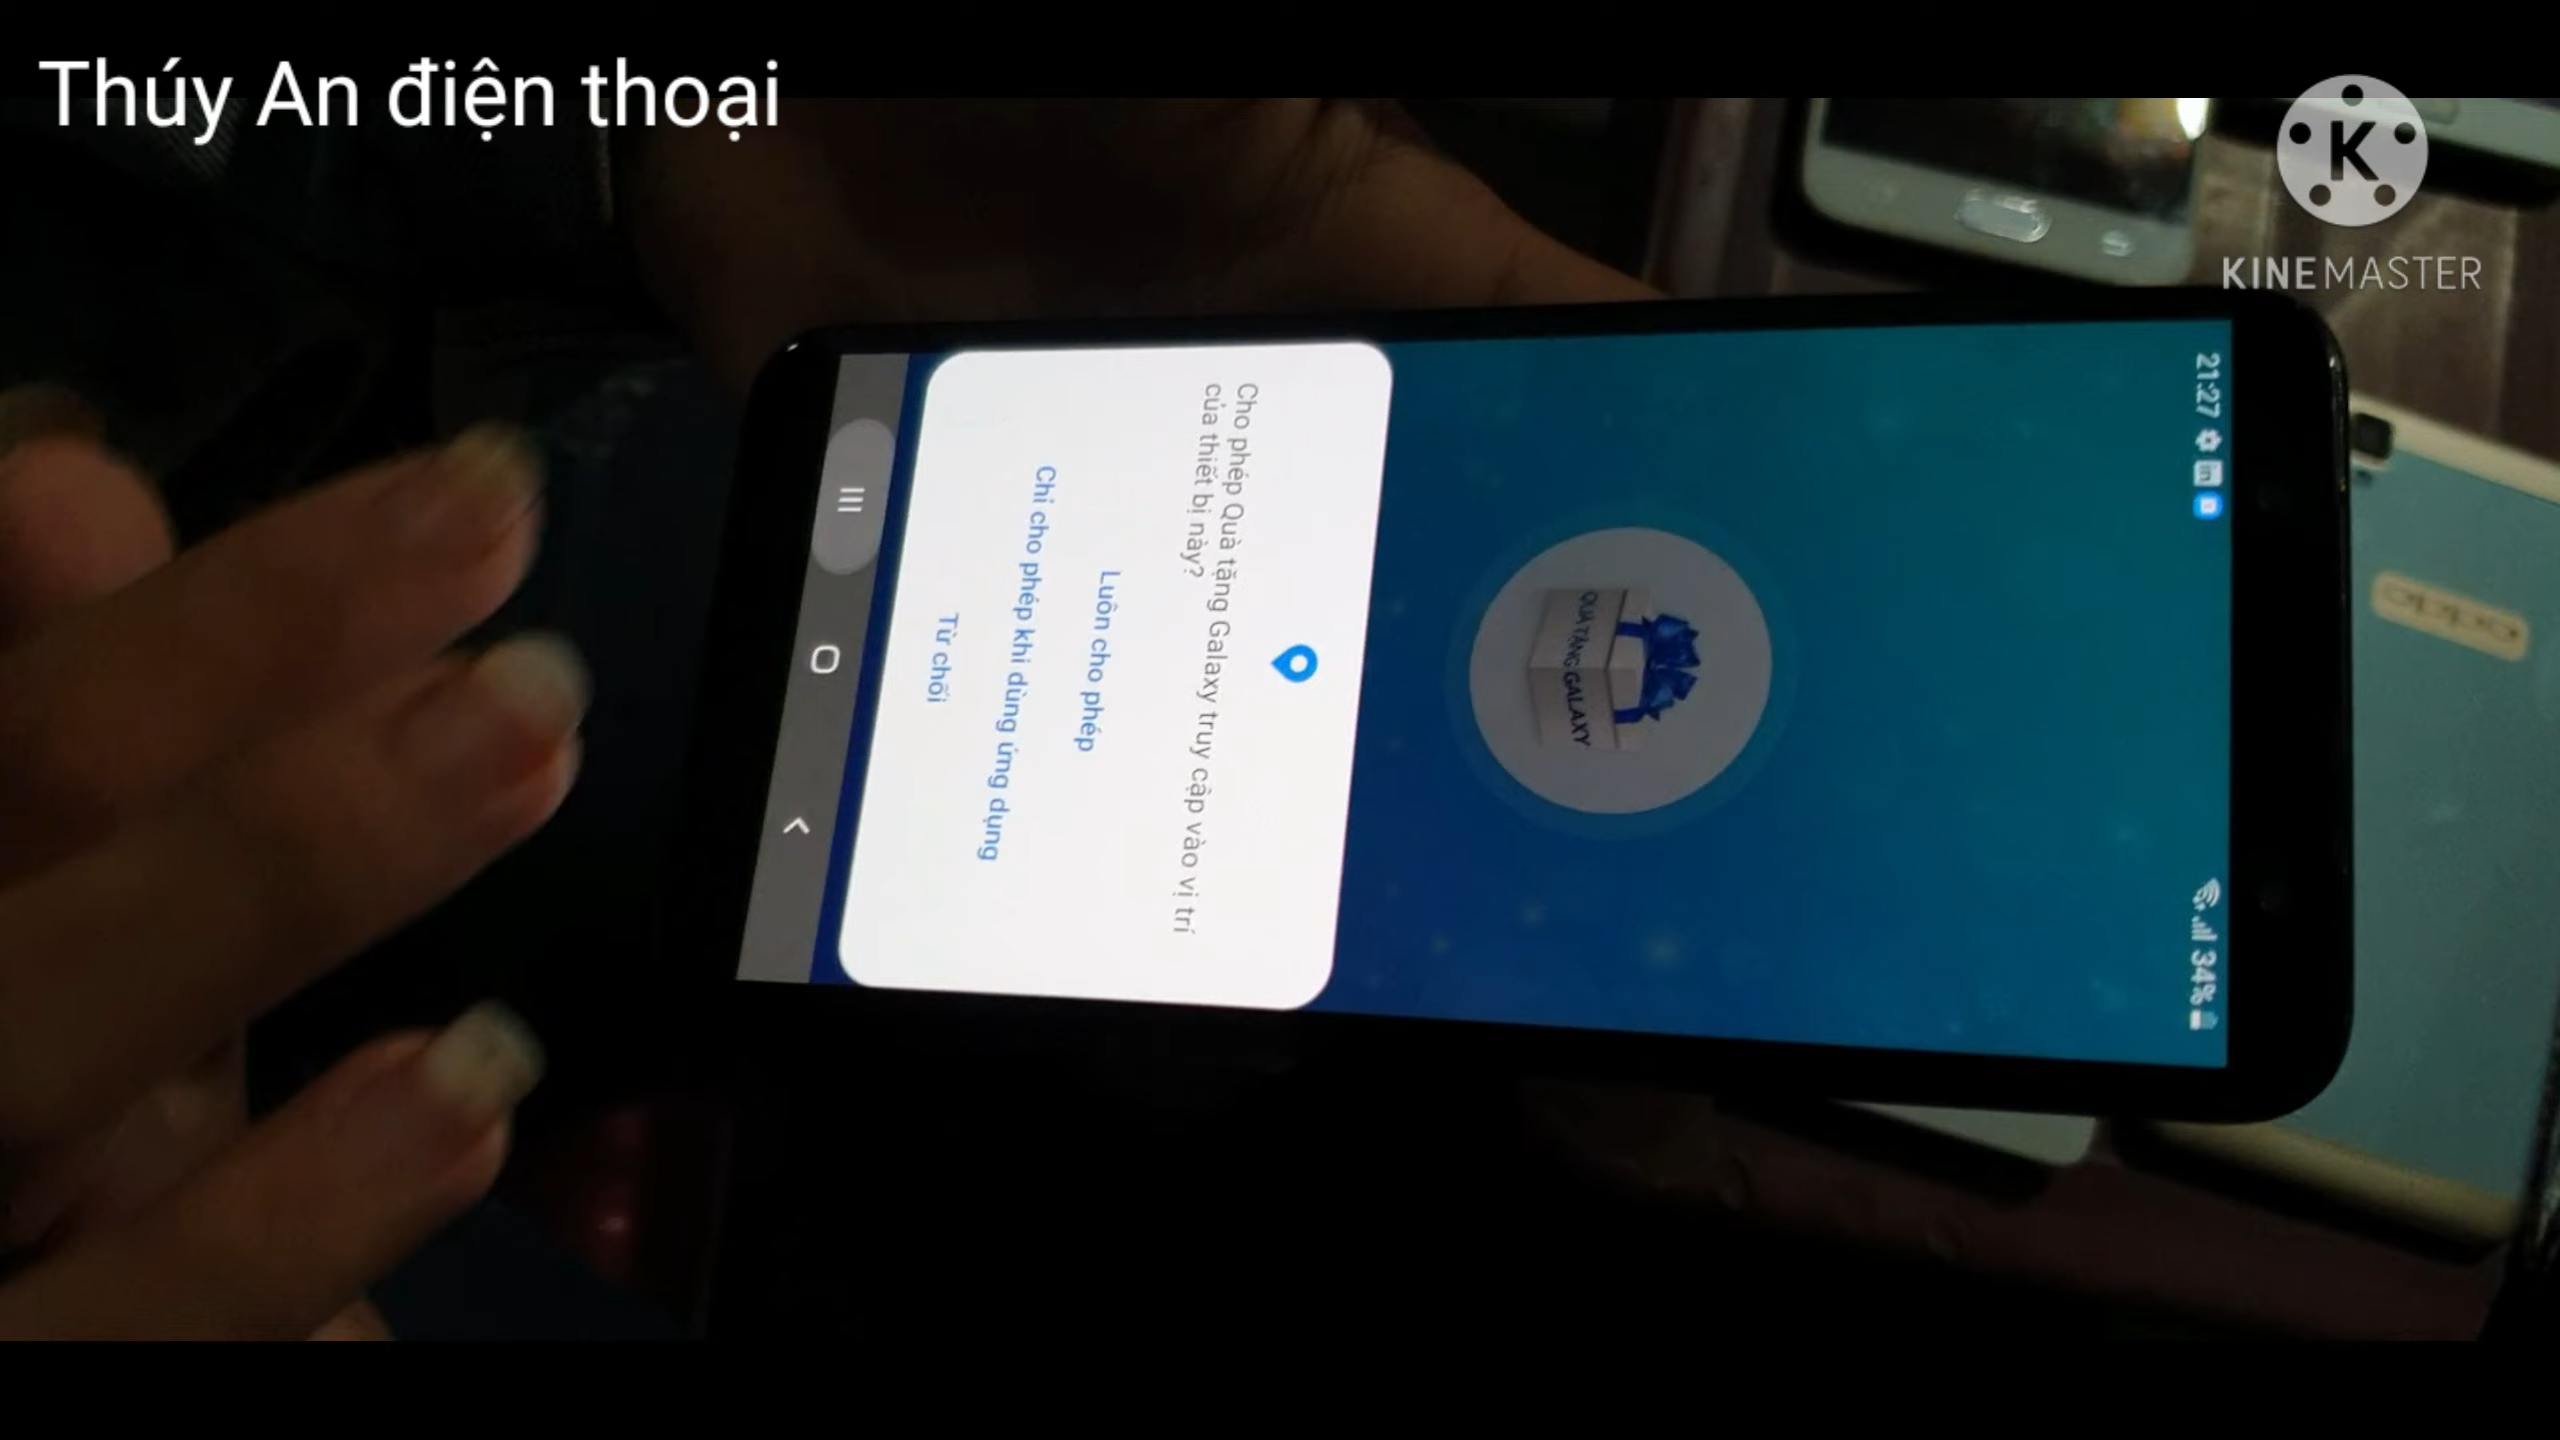 Thúy An điện thoại
KINEMASTER
21:27
34%
QUÀ TẶNG GALAXY
Cho phép Quà tặng Galaxy truy cập vào vị trí
của thiết bị này?
Luôn cho phép
Chỉ cho phép khi dùng ứng dụng
Từ chối
oppo